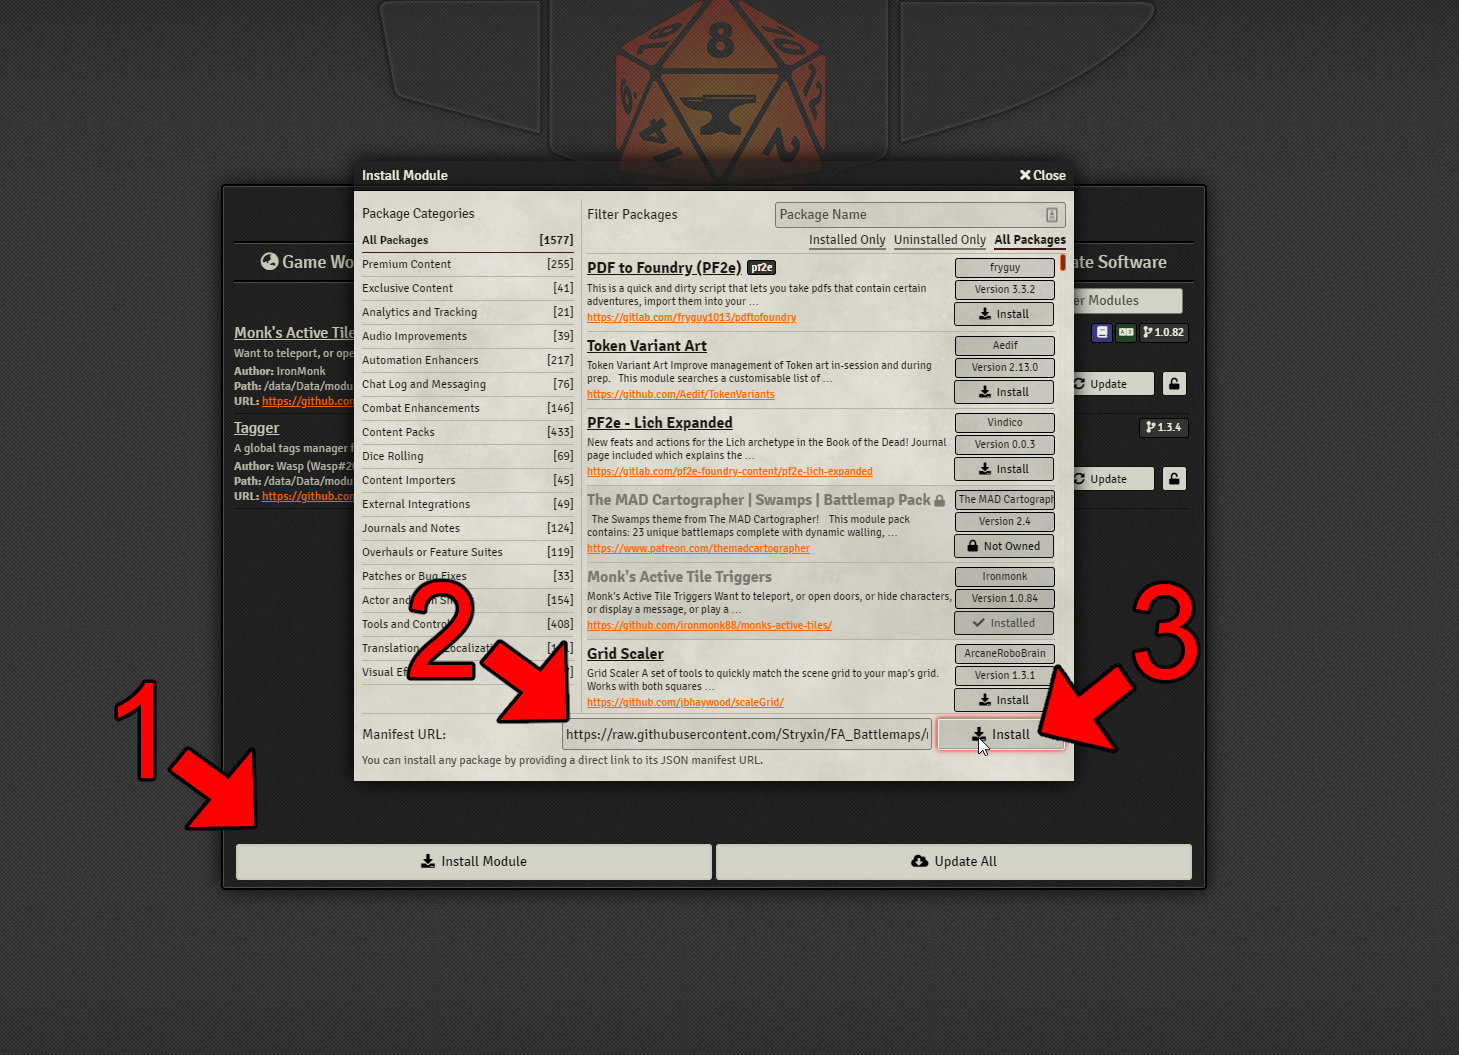 8
Install Module
Close
Package Categories
All Packages [1577]
Premium Content [255]
Exclusive Content [41]
Analytics and Tracking [21]
Audio Improvements [39]
Automation Enhancers [217]
Chat Log and Messaging [76]
Combat Enhancements [146]
Content Packs [433]
Dice Rolling [69]
Content Importers [45]
External Integrations [49]
Journals and Notes [124]
Overhauls or Feature Suites [119]
Patches or Bug Fixes [33]
Actor and [154]
Tools and [408]
Filter Packages
Package Name
Installed Only Uninstalled Only All Packages
PDF to Foundry (PF2e) pf2e
fryguy
Version 3.3.2
Install
This is a quick and dirty script that lets you take pdfs that contain certain
adventures, import them into your ...
https://gitlab.com/fryguy1013/pdftofoundry
Token Variant Art
Aedif
Version 2.13.0
Install
Token Variant Art Improve management of Token art in-session and during
prep. This module searches a customisable list of ...
https://github.com/Aedif/TokenVariants
PF2e - Lich Expanded
Vindico
Version 0.0.3
Install
New feats and actions for the Lich archetype in the Book of the Dead! Journal
page included which explains the ...
https://gitlab.com/pf2e-foundry-content/pf2e-lich-expanded
The MAD Cartographer | Swamps | Battlemap Pack
The MAD Cartograph
Version 2.4
Not Owned
The Swamps theme from The MAD Cartographer! This module pack
contains: 23 unique battlemaps complete with dynamic walling, ...
https://www.patreon.com/themadcartographer
Monk's Active Tile Triggers
Ironmonk
Version 1.0.84
Installed
Monk's Active Tile Triggers Want to teleport, or open doors, or hide characters,
or display a message, or play a ...
https://github.com/ironmonk88/monks-active-tiles/
Grid Scaler
ArcaneRoboBrain
Version 1.3.1
Install
Grid Scaler A set of tools to quickly match the scene grid to your map's grid.
Works with both squares ...
https://github.com/jbhaywood/scaleGrid/
Manifest URL:
https://raw.githubusercontent.com/Stryxin/FA_Battlemaps/
Install
You can install any package by providing a direct link to its JSON manifest URL.
Game Wo
ate Software
er Modules
Monk's Active Tile
1.0.82
Want to teleport, or ope
Author: IronMonk
Path: /data/Data/modu
URL: https://github.con
Update
Tagger
1.3.4
A global tags manager f
Author: Wasp (Wasp#20
Path: /data/Data/modu
URL: https://github.con
Update
Install Module
Update All
1
2
3